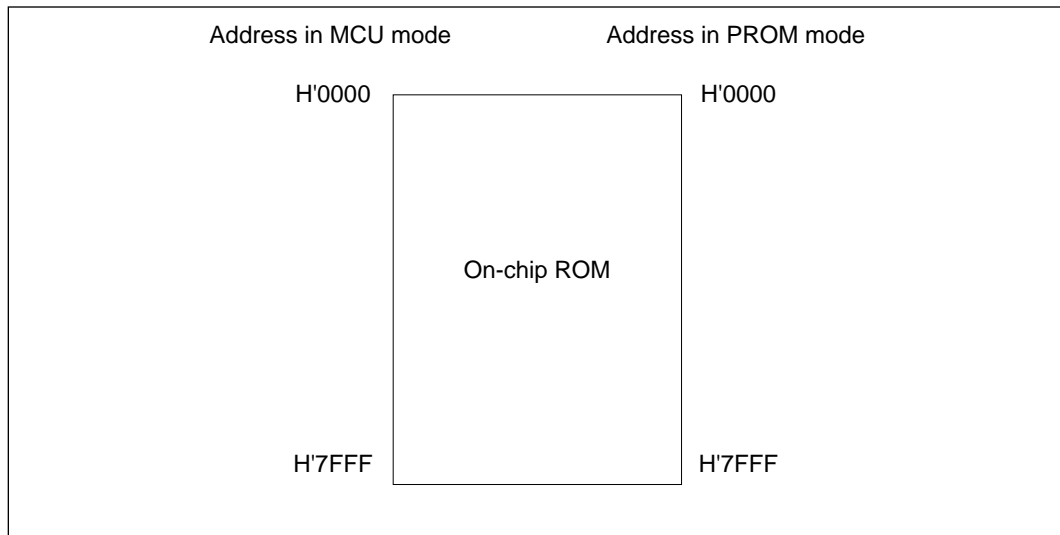 Address in MCU mode Address in PROM mode
H'0000 H'0000
On-chip ROM
H'7FFF H'7FFF